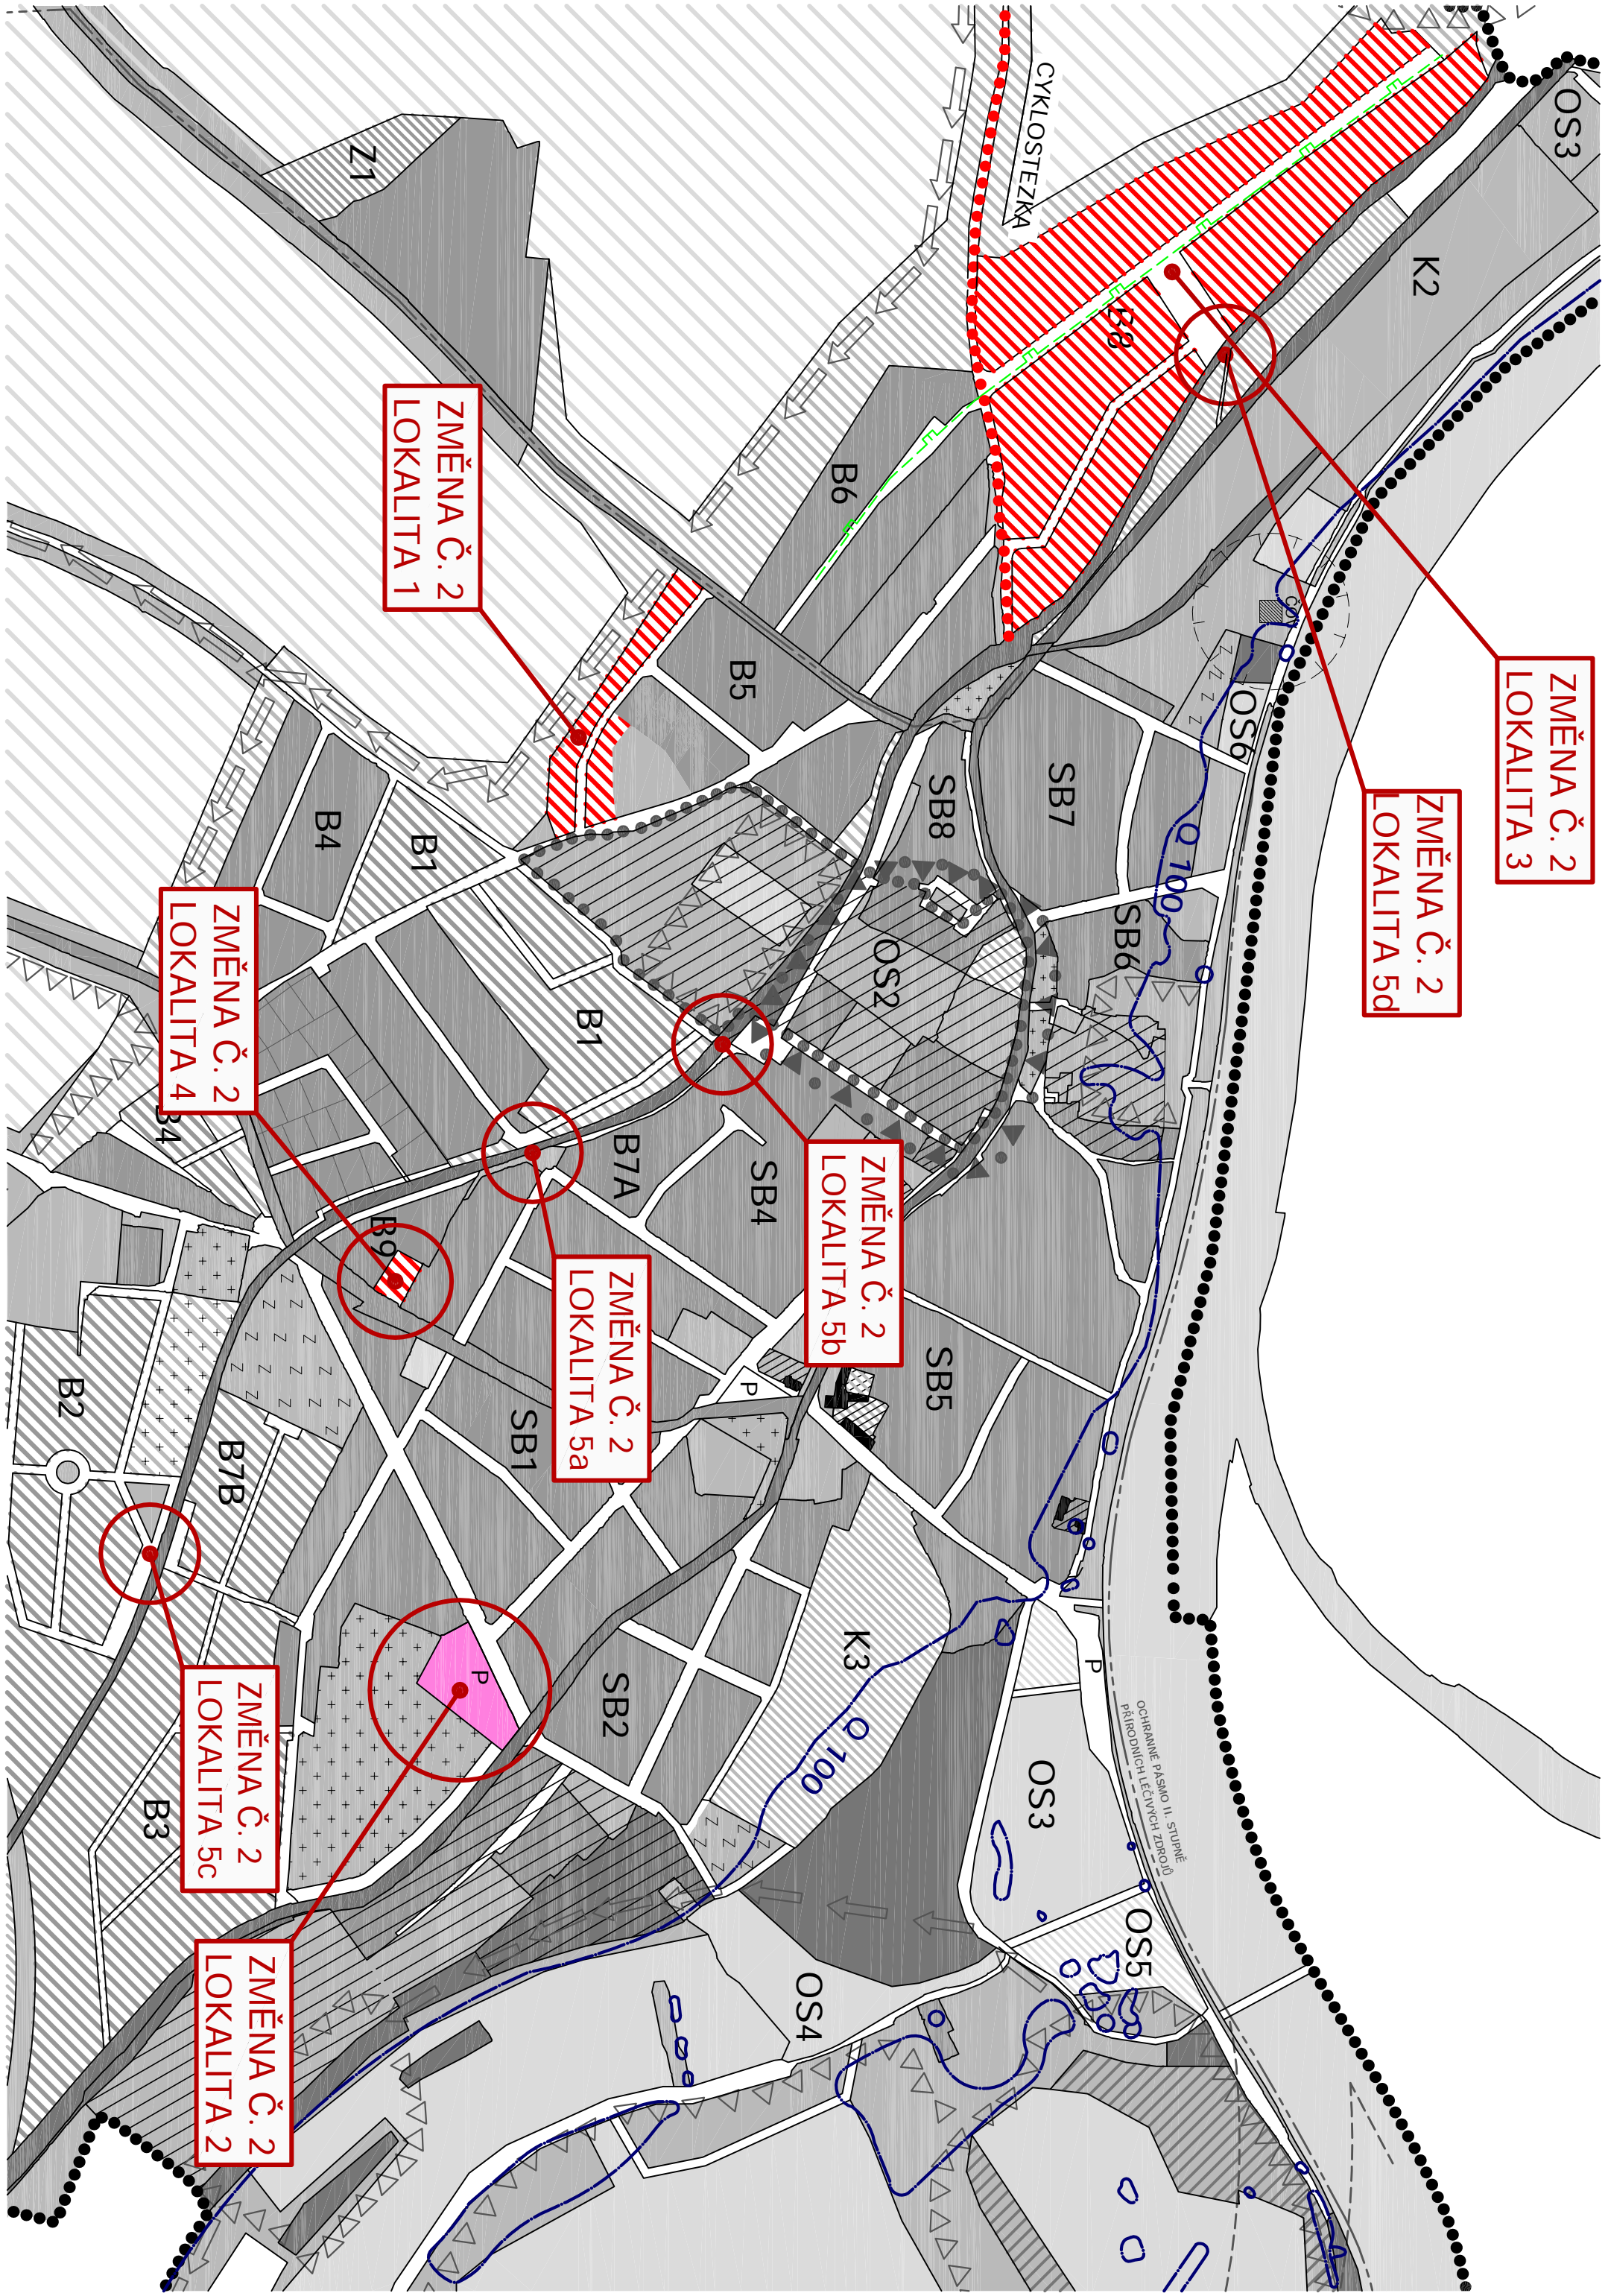 OS3
K2
CYKLOSTEZKA
Z1
B8
B6
ZMĚNA Č. 2
LOKALITA 1
ZMĚNA Č. 2
LOKALITA 3
ZMĚNA Č. 2
LOKALITA 5d
OS6
B5
SB7
SB8
Q 100
B4
B1
SB6
OS2
ZMĚNA Č. 2
LOKALITA 4
B1
B4
B7A
SB4
ZMĚNA Č. 2
LOKALITA 5b
B9
ZMĚNA Č. 2
LOKALITA 5a
SB5
P
B2
SB1
B7B
K3
P
P
SB2
Q 100
OCHRANNÉ PÁSMO II. STUPNĚ
PŘÍRODNÍCH LÉČIVÝCH ZDROJŮ
ZMĚNA Č. 2
LOKALITA 5c
B3
OS3
OS5
OS4
ZMĚNA Č. 2
LOKALITA 2